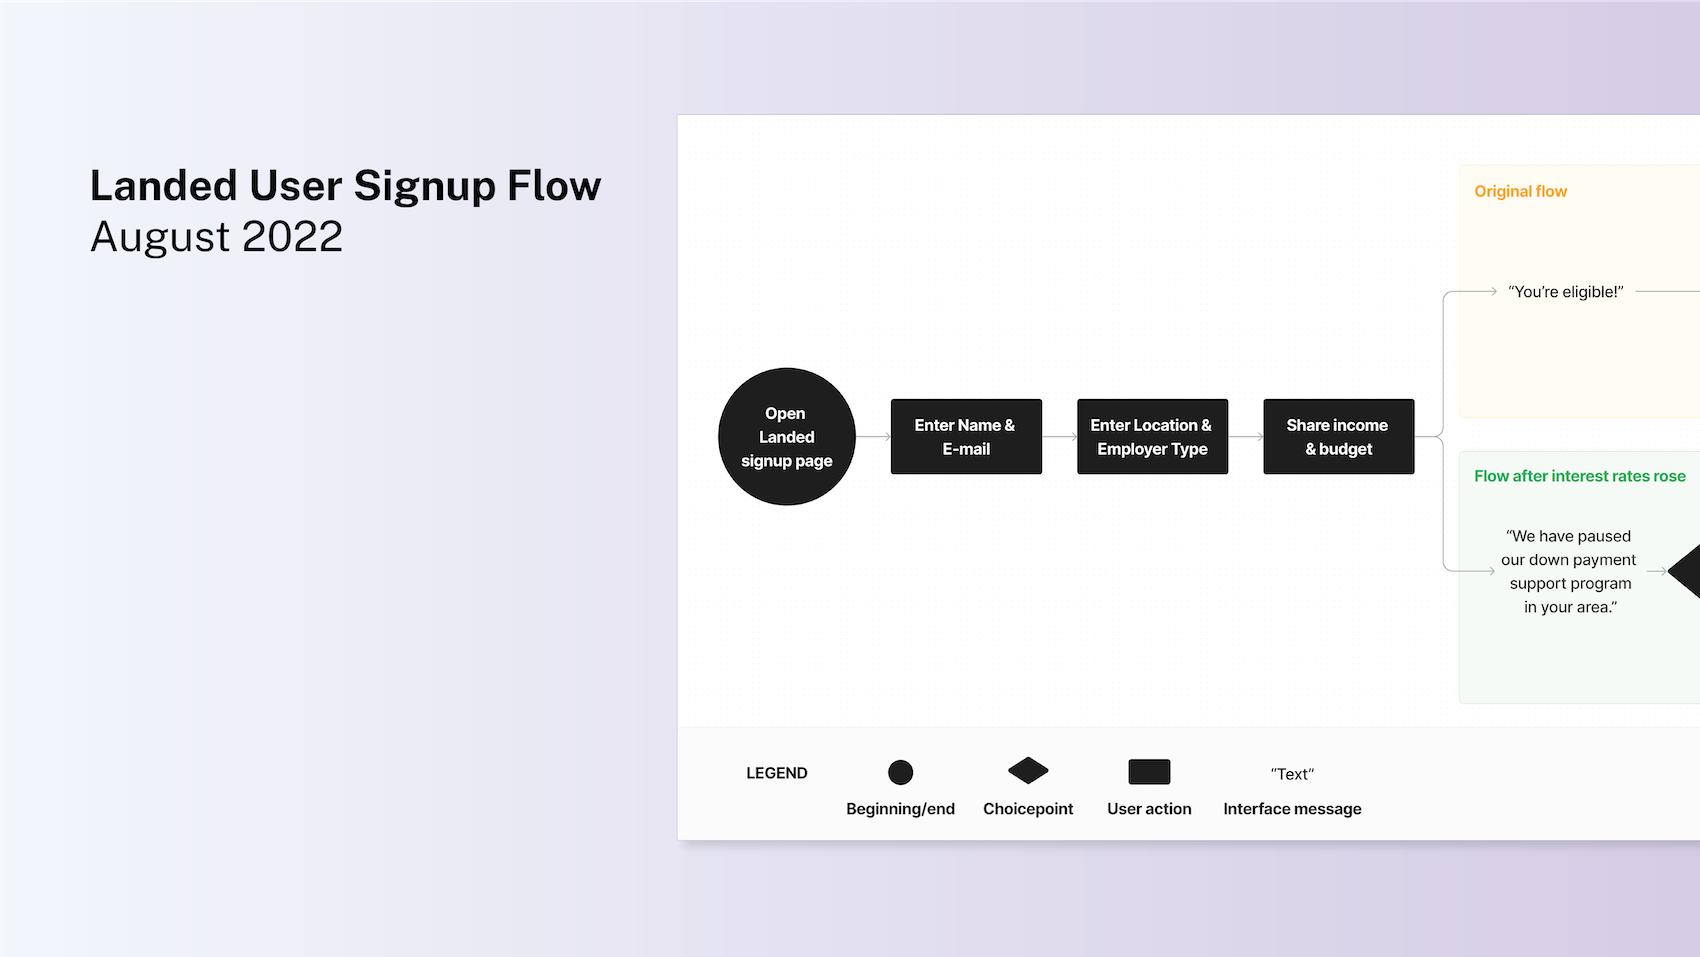 Landed User Signup Flow
August 2022
Original flow
“You’re eligible!”
Open
Landed
signup page
Enter Name &
E-mail
Enter Location &
Employer Type
Share income
& budget
Flow after interest rates rose
“We have paused
our down payment
support program
in your area.”
LEGEND
Beginning/end
Choicepoint
User action
“Text”
Interface message